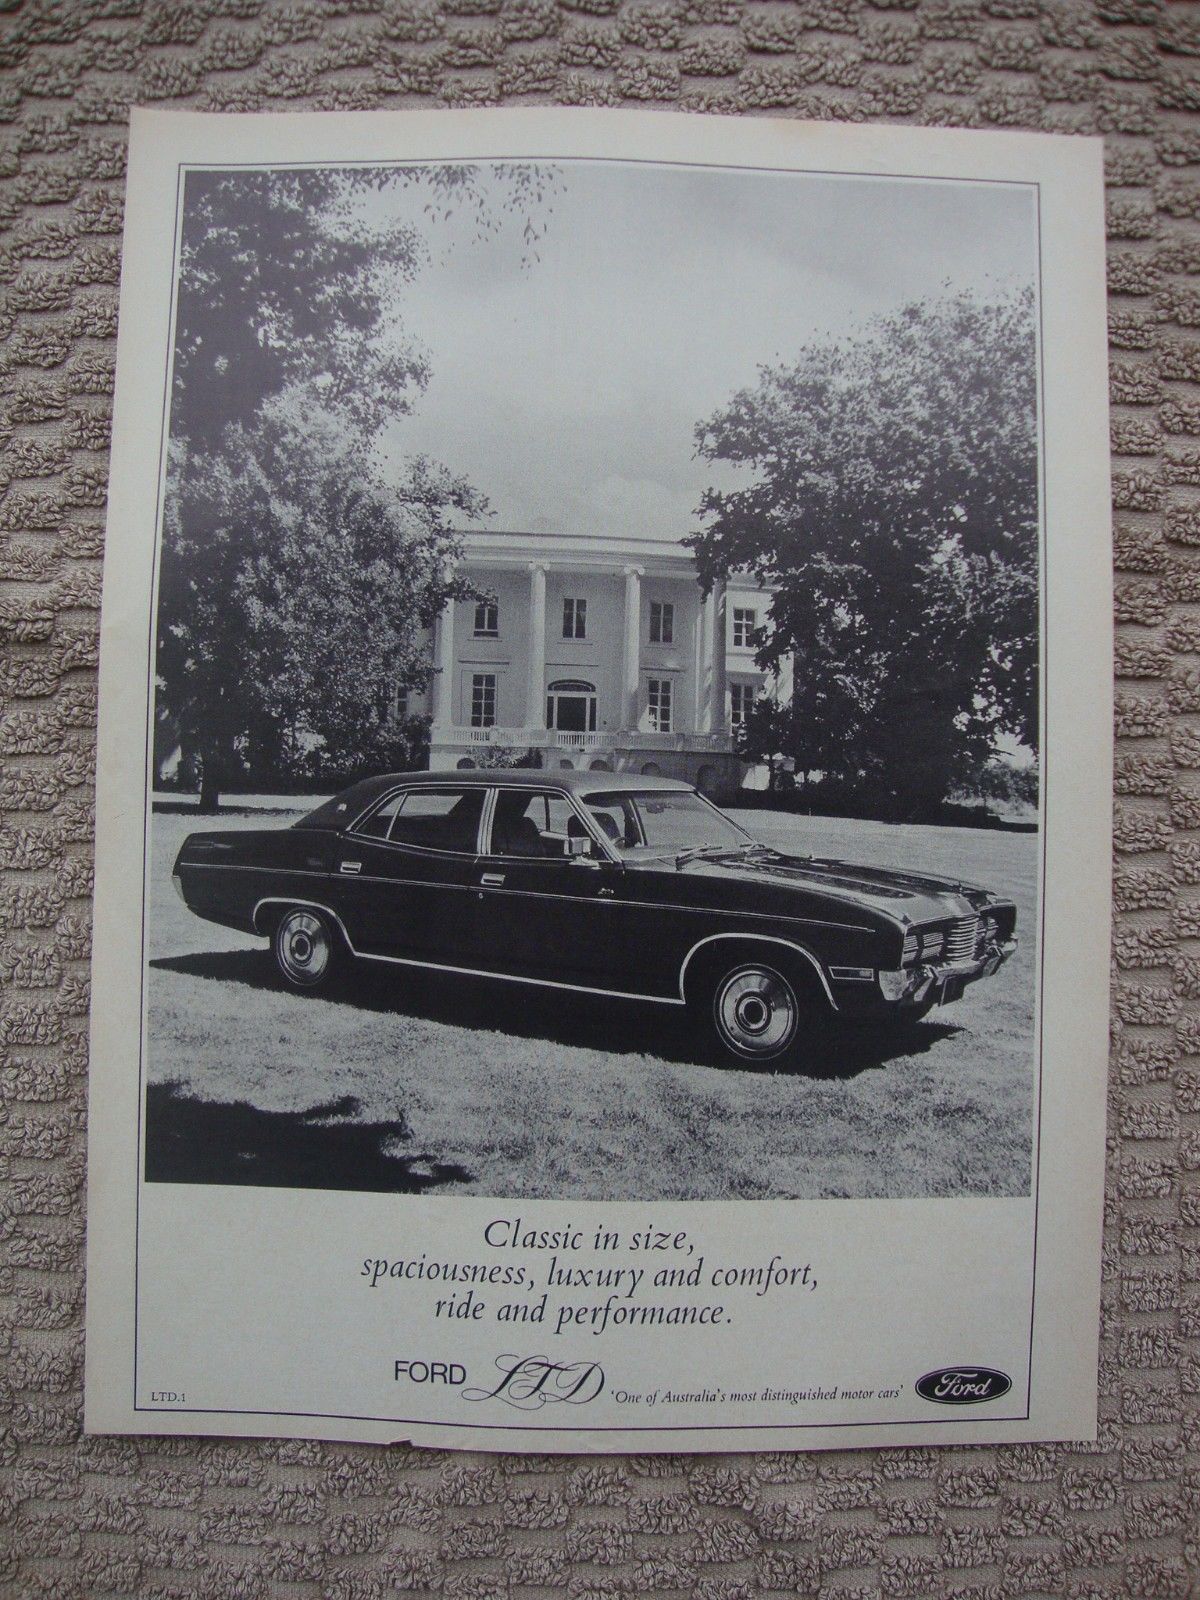 Classic in size,
spaciousness, luxury and comfort,
ride and performance.
FORD LTD 'One of Australia's most distinguished motor cars' Ford
LTD.1